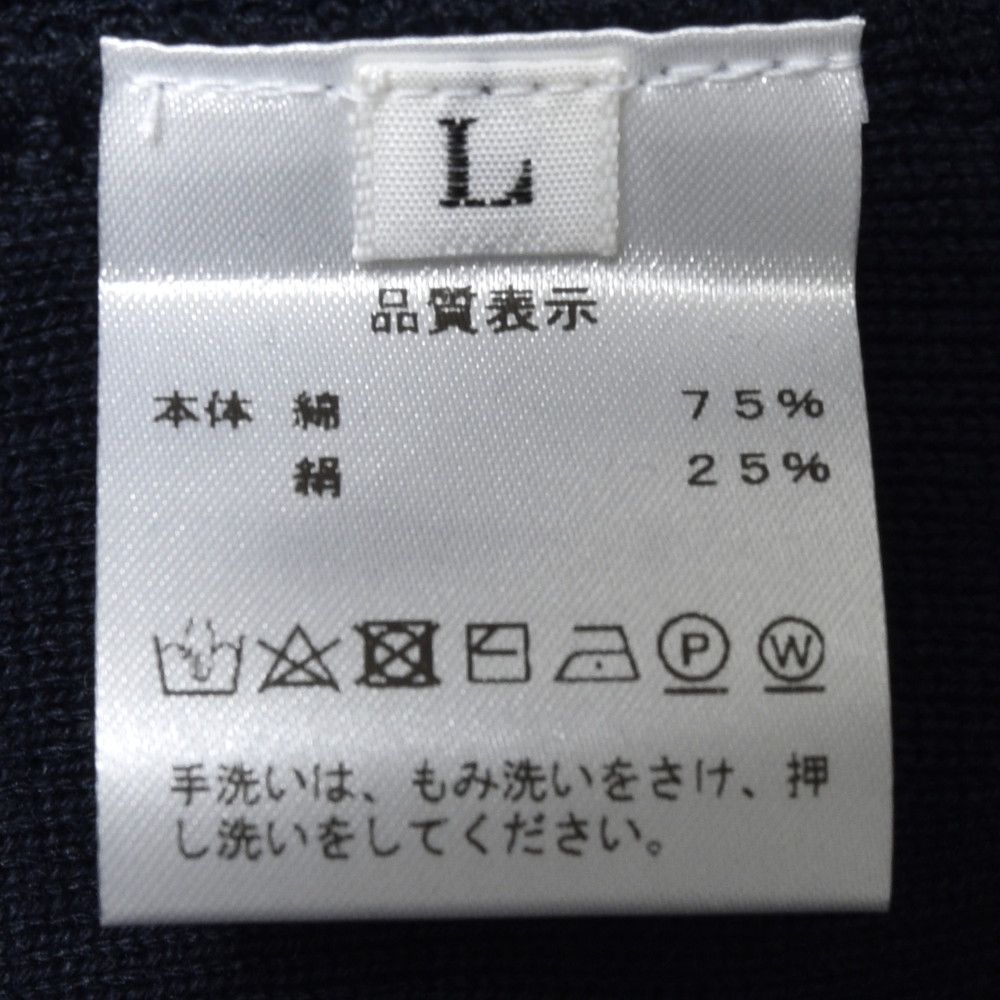 L
品質表示
本体 綿 75%
絹 25%
P W
手洗いは、もみ洗いをさけ、押
し洗いをしてください。